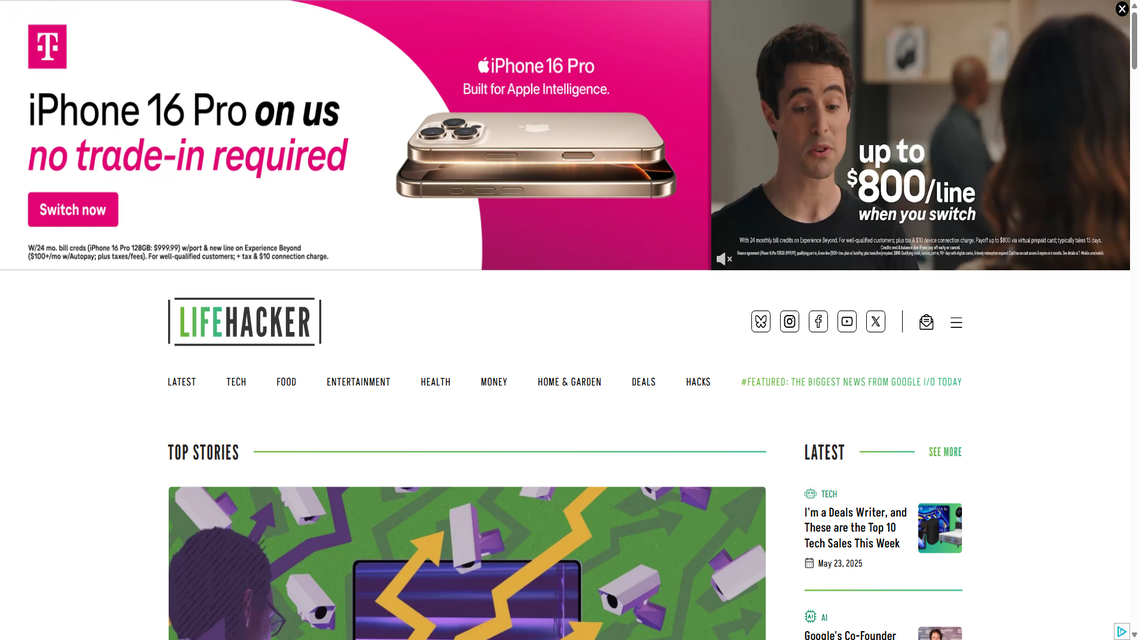 T
iPhone 16 Pro on us
no trade-in required
Switch now
W/24 mo. bill creds (iPhone 16 Pro 128GB: $999.99) w/port & new line on Experience Beyond
($100+/mo w/Autopay; plus taxes/fees). For well-qualified customers; + tax & $10 connection charge.
iPhone 16 Pro
Built for Apple Intelligence.
up to
$800/line
when you switch
With 24 monthly bill credits on Experience Beyond. For well-qualified customers; plus tax & $10 device connection charge. Payoff up to $800 via virtual prepaid card; typically takes 15 days.
LIFEHACKER
LATEST
TECH
FOOD
ENTERTAINMENT
HEALTH
MONEY
HOME & GARDEN
DEALS
HACKS
#FEATURED: THE BIGGEST NEWS FROM GOOGLE I/O TODAY
TOP STORIES
LATEST
SEE MORE
TECH
I'm a Deals Writer, and
These are the Top 10
Tech Sales This Week
May 23, 2025
AI
Google's Co-Founder